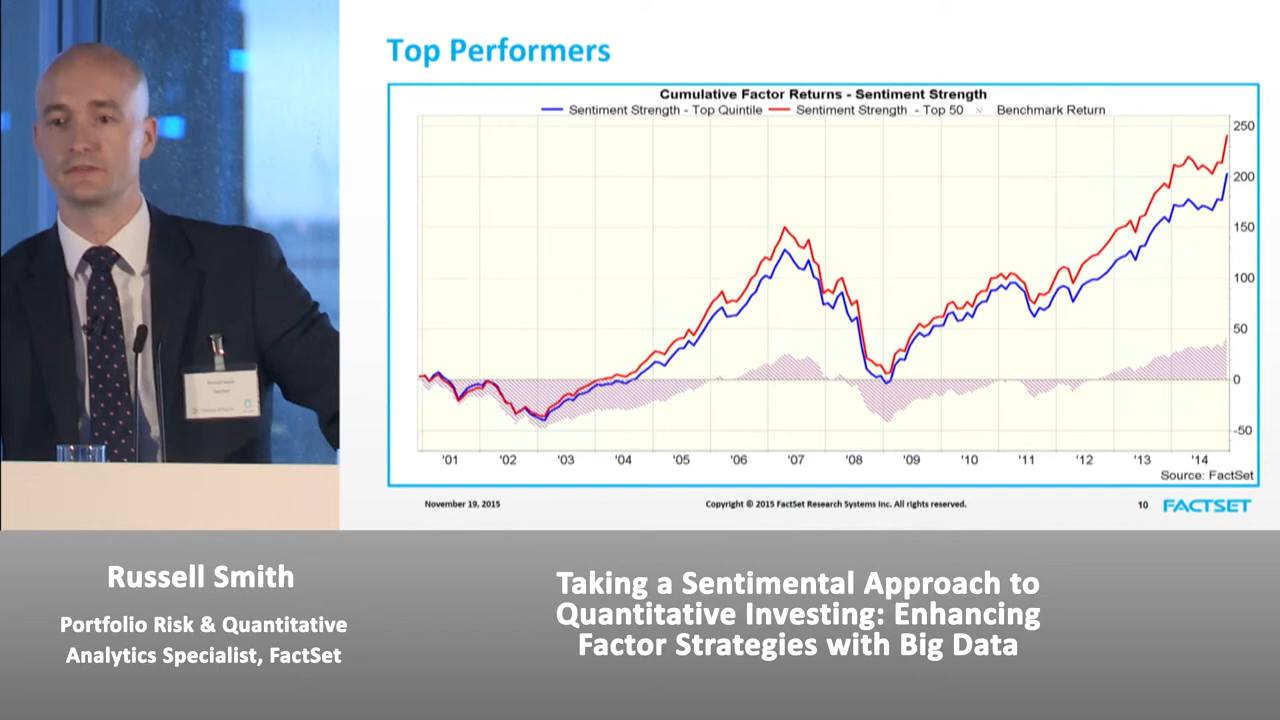 Top Performers
Cumulative Factor Returns - Sentiment Strength
Sentiment Strength - Top Quintile Sentiment Strength - Top 50 Benchmark Return
250
200
150
100
50
0
-50
'01 '02 '03 '04 '05 '06 '07 '08 '09 '10 '11 '12 '13 '14
Source: FactSet
November 19, 2015 Copyright © 2015 FactSet Research Systems Inc. All rights reserved. 10 FACTSET
Russell Smith
Portfolio Risk & Quantitative
Analytics Specialist, FactSet
Taking a Sentimental Approach to
Quantitative Investing: Enhancing
Factor Strategies with Big Data